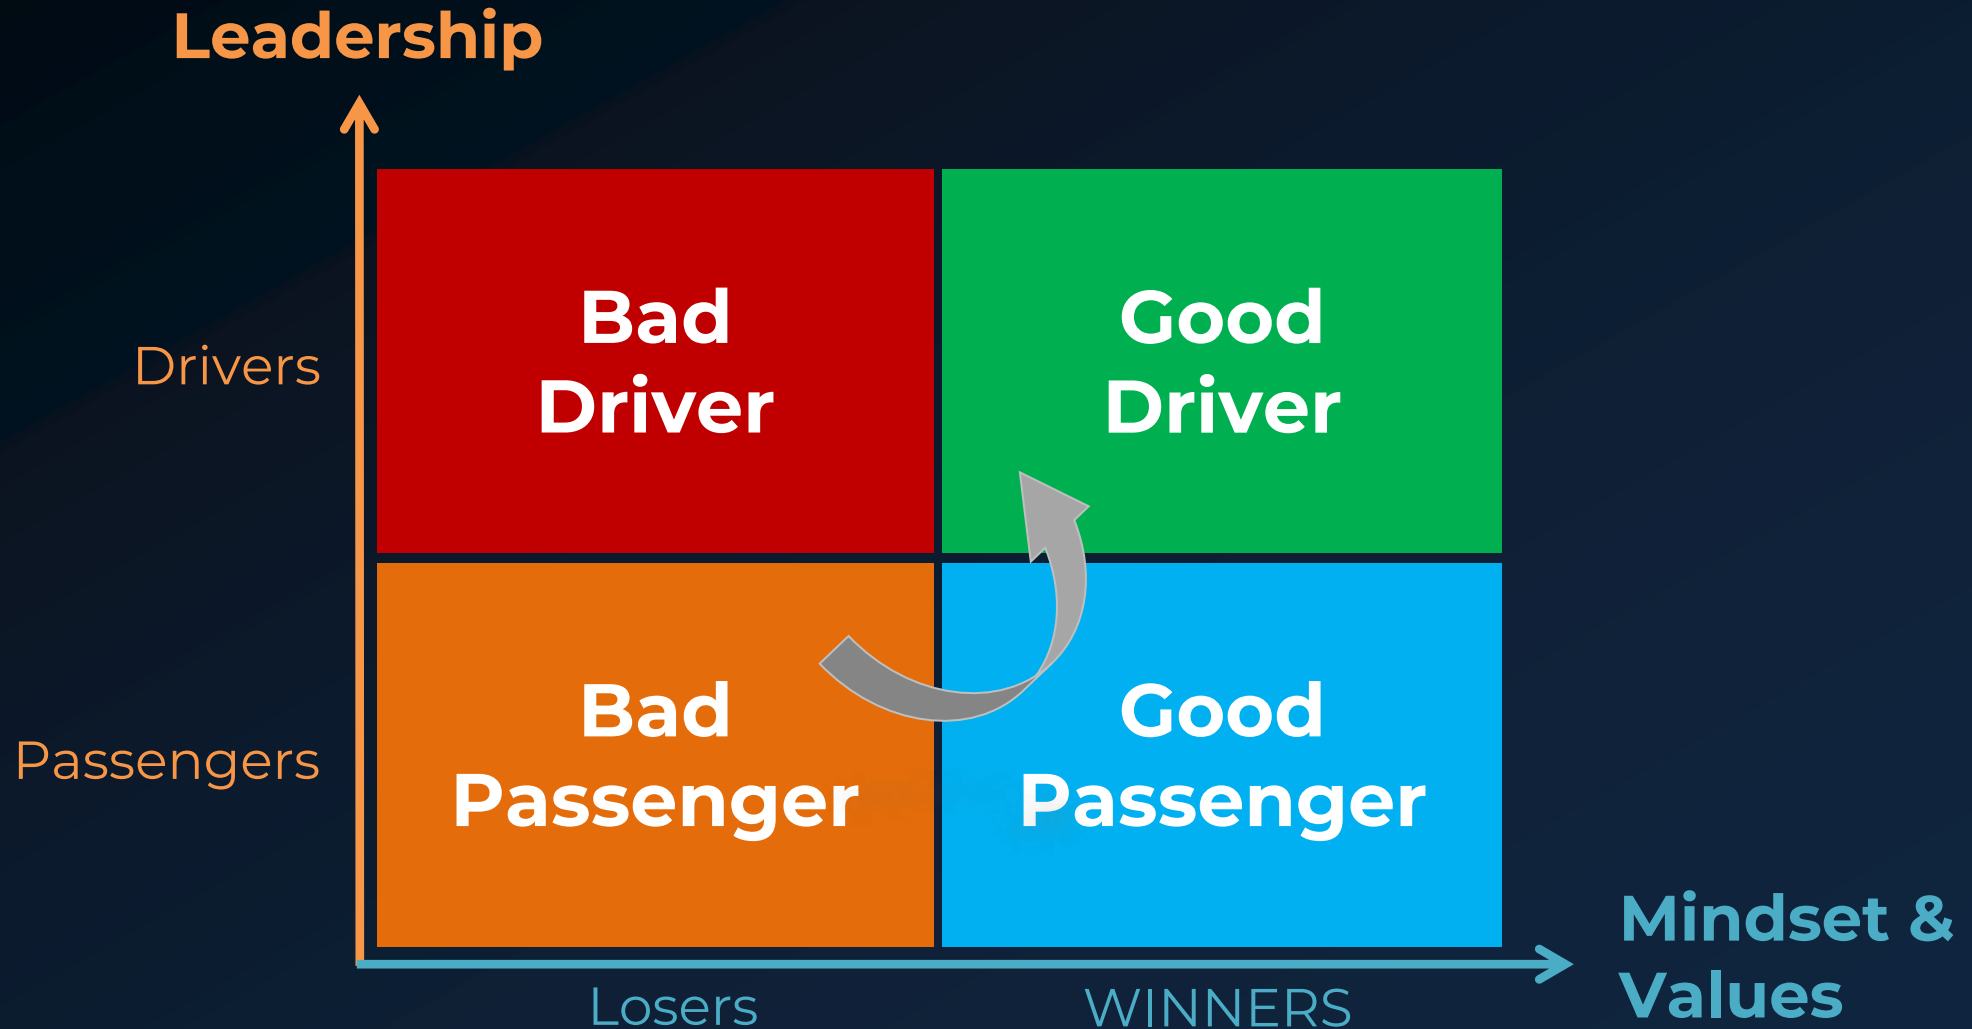 Leadership
Drivers
Bad
Driver
Good
Driver
Passengers
Bad
Passenger
Good
Passenger
Losers
WINNERS
Mindset &
Values